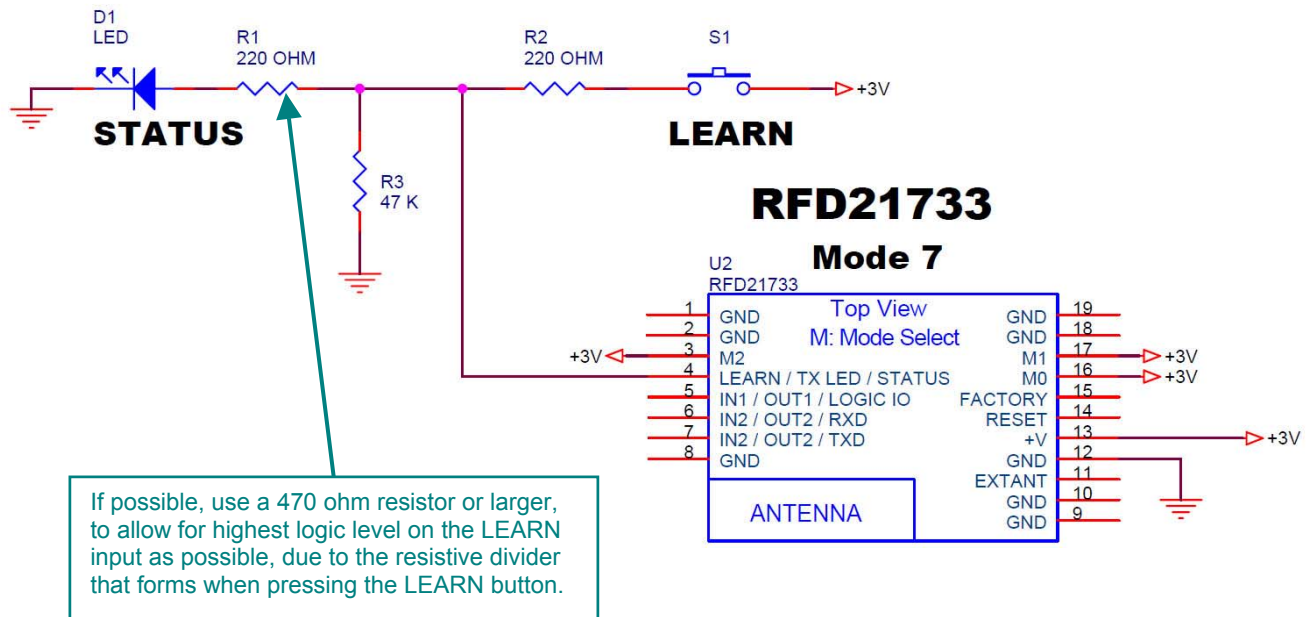 D1
LED
R1
220 OHM
R2
220 OHM
S1
+3V
STATUS
LEARN
R3
47 K
RFD21733
Mode 7
U2
RFD21733
Top View
M: Mode Select
1 GND
2 GND
+3V 3 M2
4 LEARN / TX LED / STATUS
5 IN1 / OUT1 / LOGIC IO
6 IN2 / OUT2 / RXD
7 IN2 / OUT2 / TXD
8 GND
GND 19
GND 18
M1 17 +3V
M0 16 +3V
FACTORY 15
RESET 14
+V 13 +3V
GND 12
EXTANT 11
GND 10
GND 9
ANTENNA
If possible, use a 470 ohm resistor or larger,
to allow for highest logic level on the LEARN
input as possible, due to the resistive divider
that forms when pressing the LEARN button.